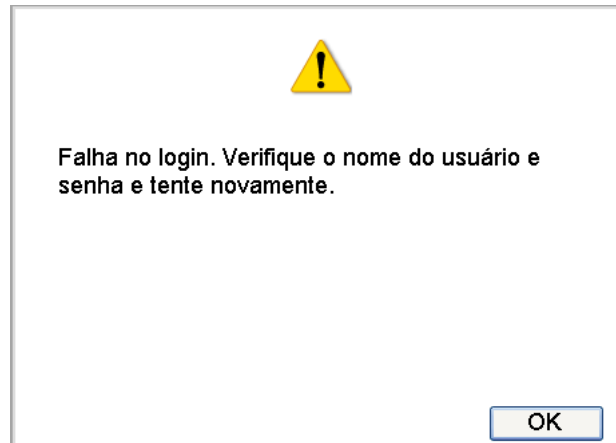 Falha no login. Verifique o nome do usuário e
senha e tente novamente.
OK